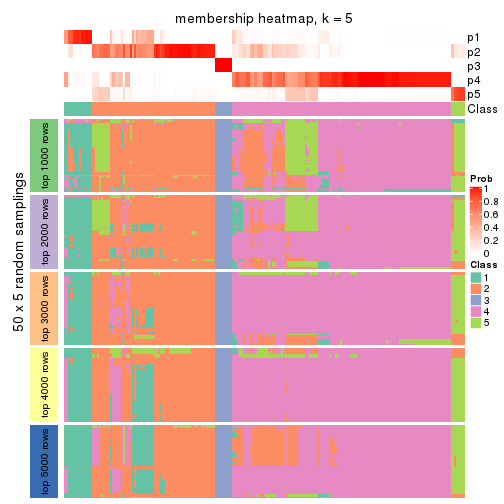 membership heatmap, k = 5
p1
p2
p3
p4
p5
Class
50 x 5 random samplings
top 1000 rows
top 2000 rows
top 3000 rows
top 4000 rows
top 5000 rows
Prob
1
0.8
0.6
0.4
0.2
0
Class
1
2
3
4
5